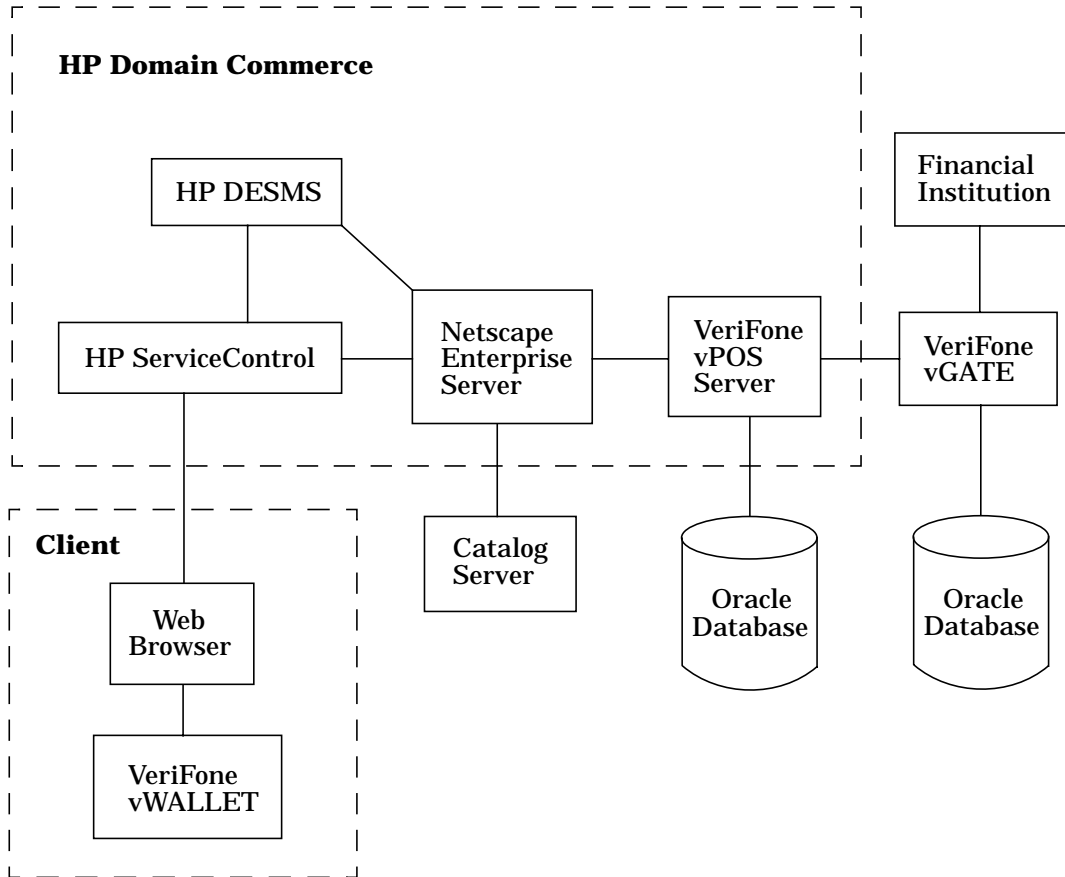 HP Domain Commerce
HP DESMS
Financial
Institution
HP ServiceControl
Netscape
Enterprise
Server
VeriFone
vPOS
Server
VeriFone
vGATE
Client
Catalog
Server
Oracle
Database
Oracle
Database
Web
Browser
VeriFone
vWALLET